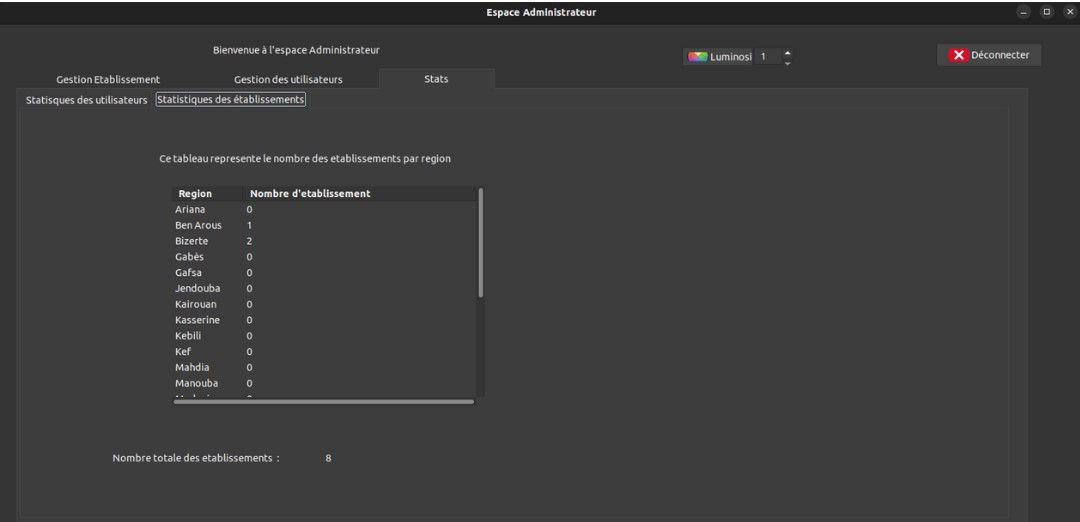 Espace Administrateur
Bienvenue à l'espace Administrateur
Luminosi 1
Déconnecter
Gestion Etablissement Gestion des utilisateurs Stats
Statisques des utilisateurs Statistiques des établissements
Ce tableau represente le nombre des etablissements par region
Region Nombre d'etablissement
Ariana 0
Ben Arous 1
Bizerte 2
Gabès 0
Gafsa 0
Jendouba 0
Kairouan 0
Kasserine 0
Kebili 0
Kef 0
Mahdia 0
Manouba 0
Nombre totale des etablissements : 8